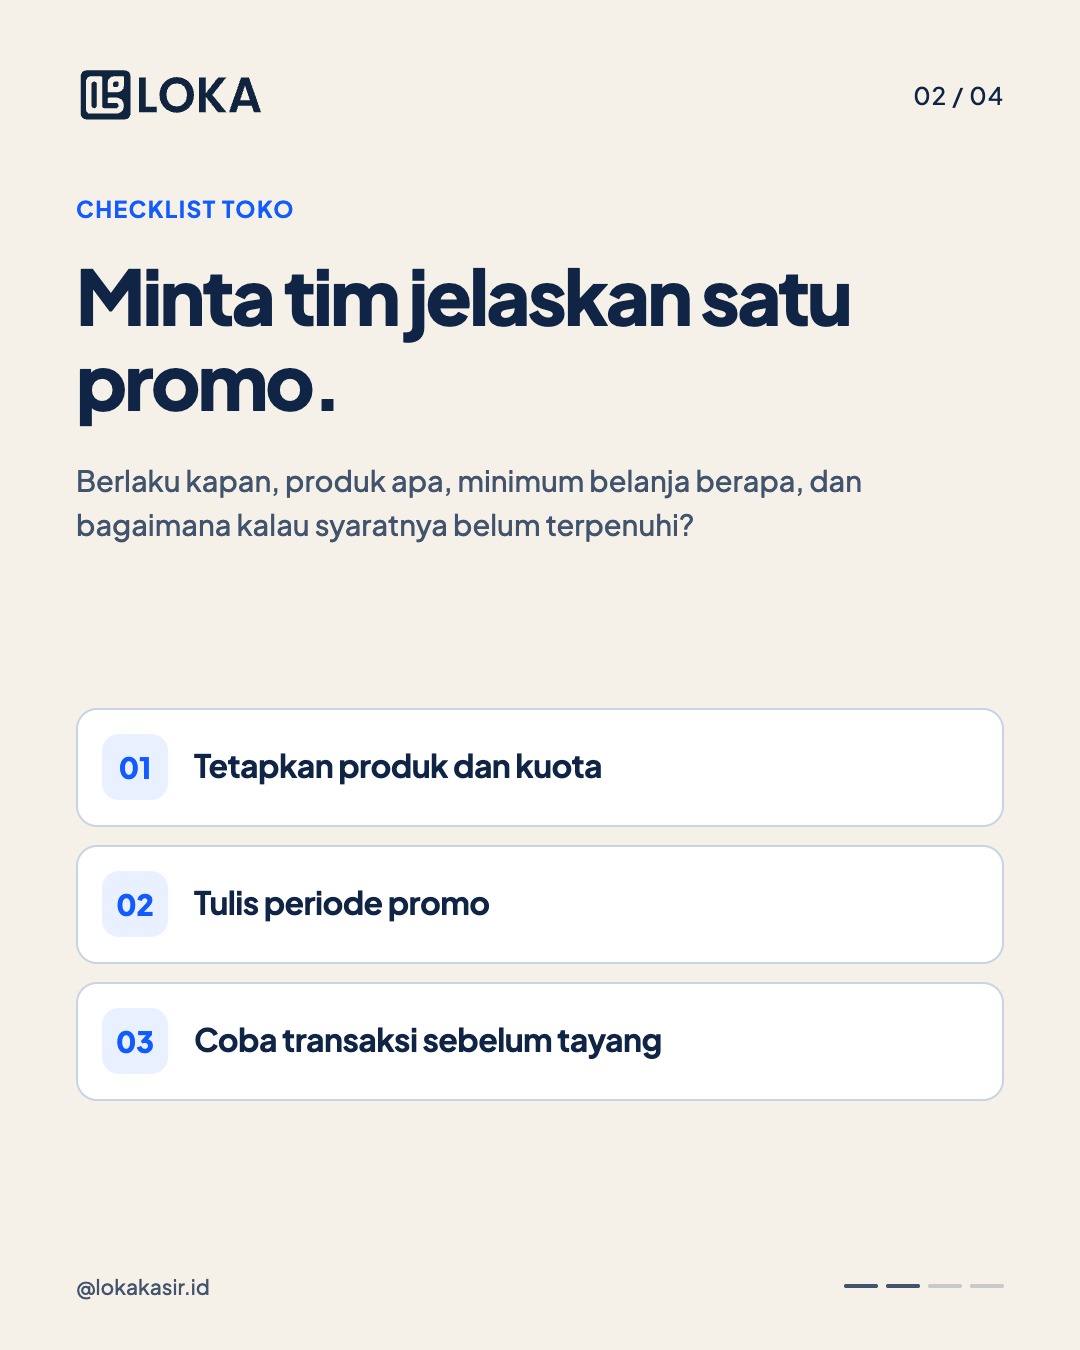 LOKA
02 / 04
CHECKLIST TOKO
Minta tim jelaskan satu
promo.
Berlaku kapan, produk apa, minimum belanja berapa, dan
bagaimana kalau syaratnya belum terpenuhi?
01 Tetapkan produk dan kuota
02 Tulis periode promo
03 Coba transaksi sebelum tayang
@lokakasir.id